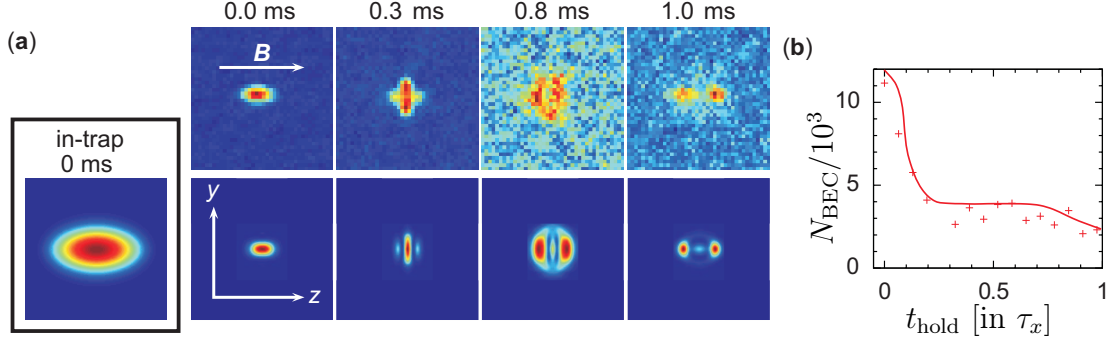 (a)
0.0 ms 0.3 ms 0.8 ms 1.0 ms
B
in-trap
0 ms
y
z
(b)
N_BEC/10^3
10
5
0
0 0.5 1
t_hold [in τ_x]